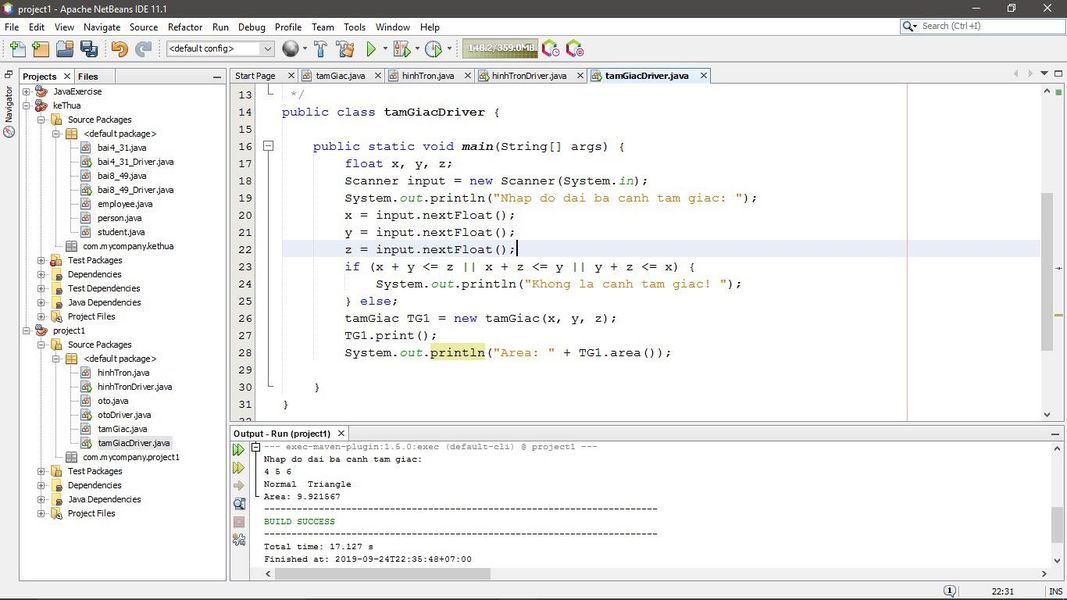 project1 - Apache NetBeans IDE 11.1
File Edit View Navigate Source Refactor Run Debug Profile Team Tools Window Help
Search (Ctrl+I)
<default config>
148.2/359.0MB
Projects Files
Navigator
JavaExercise
keThua
Source Packages
<default package>
bai4_31.java
bai4_31_Driver.java
bai8_49.java
bai8_49_Driver.java
employee.java
person.java
student.java
com.mycompany.kethua
Test Packages
Dependencies
Test Dependencies
Java Dependencies
Project Files
project1
Source Packages
<default package>
hinhTron.java
hinhTronDriver.java
oto.java
otoDriver.java
tamGiac.java
tamGiacDriver.java
com.mycompany.project1
Test Packages
Dependencies
Java Dependencies
Project Files
Start Page tamGiac.java hinhTron.java hinhTronDriver.java tamGiacDriver.java
13 */
14 public class tamGiacDriver {
15
16 public static void main(String[] args) {
17 float x, y, z;
18 Scanner input = new Scanner(System.in);
19 System.out.println("Nhap do dai ba canh tam giac: ");
20 x = input.nextFloat();
21 y = input.nextFloat();
22 z = input.nextFloat();
23 if (x + y <= z || x + z <= y || y + z <= x) {
24 System.out.println("Khong la canh tam giac! ");
25 } else;
26 tamGiac TG1 = new tamGiac(x, y, z);
27 TG1.print();
28 System.out.println("Area: " + TG1.area());
29
30 }
31 }
Output - Run (project1)
--- exec-maven-plugin:1.5.0:exec (default-cli) @ project1 ---
Nhap do dai ba canh tam giac:
4 5 6
Normal Triangle
Area: 9.921567
------------------------------------------------------------------------
BUILD SUCCESS
------------------------------------------------------------------------
Total time: 17.127 s
Finished at: 2019-09-24T22:35:48+07:00
22:31 INS